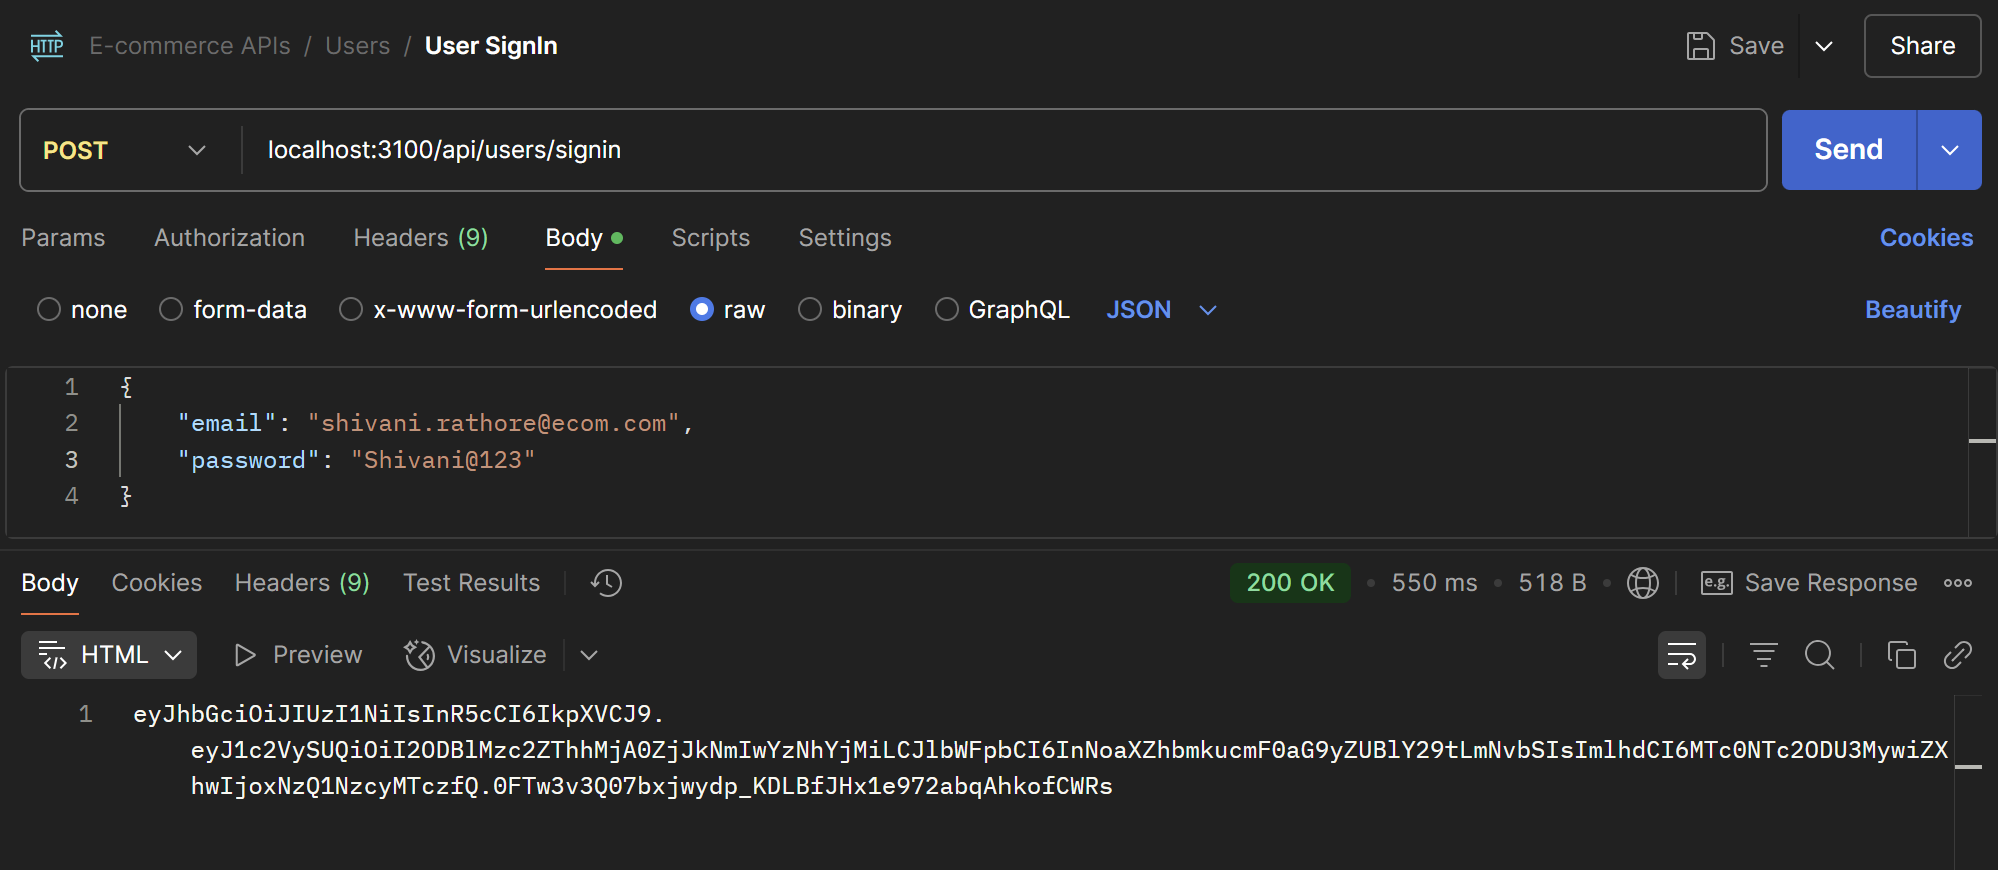 HTTP E-commerce APIs / Users / User SignIn Save Share
POST localhost:3100/api/users/signin Send
Params Authorization Headers (9) Body Scripts Settings Cookies
none form-data x-www-form-urlencoded raw binary GraphQL JSON Beautify
1 {
2 "email": "shivani.rathore@ecom.com",
3 "password": "Shivani@123"
4 }
Body Cookies Headers (9) Test Results 200 OK • 550 ms • 518 B • e.g. Save Response
HTML Preview Visualize
1 eyJhbGciOiJIUzI1NiIsInR5cCI6IkpXVCJ9.
eyJ1c2VySUQiOiI2ODBlMzc2ZThhMjA0ZjJkNmIwYzNhYjMiLCJlbWFpbCI6InNoaXZhbmkucmF0aG9yZUBlY29tLmNvbSIsImlhdCI6MTc0NTc2ODU3MywiZX
hwIjoxNzQ1NzcyMTczfQ.0FTw3v3Q07bxjwydp_KDLBfJHx1e972abqAhkofCWRs